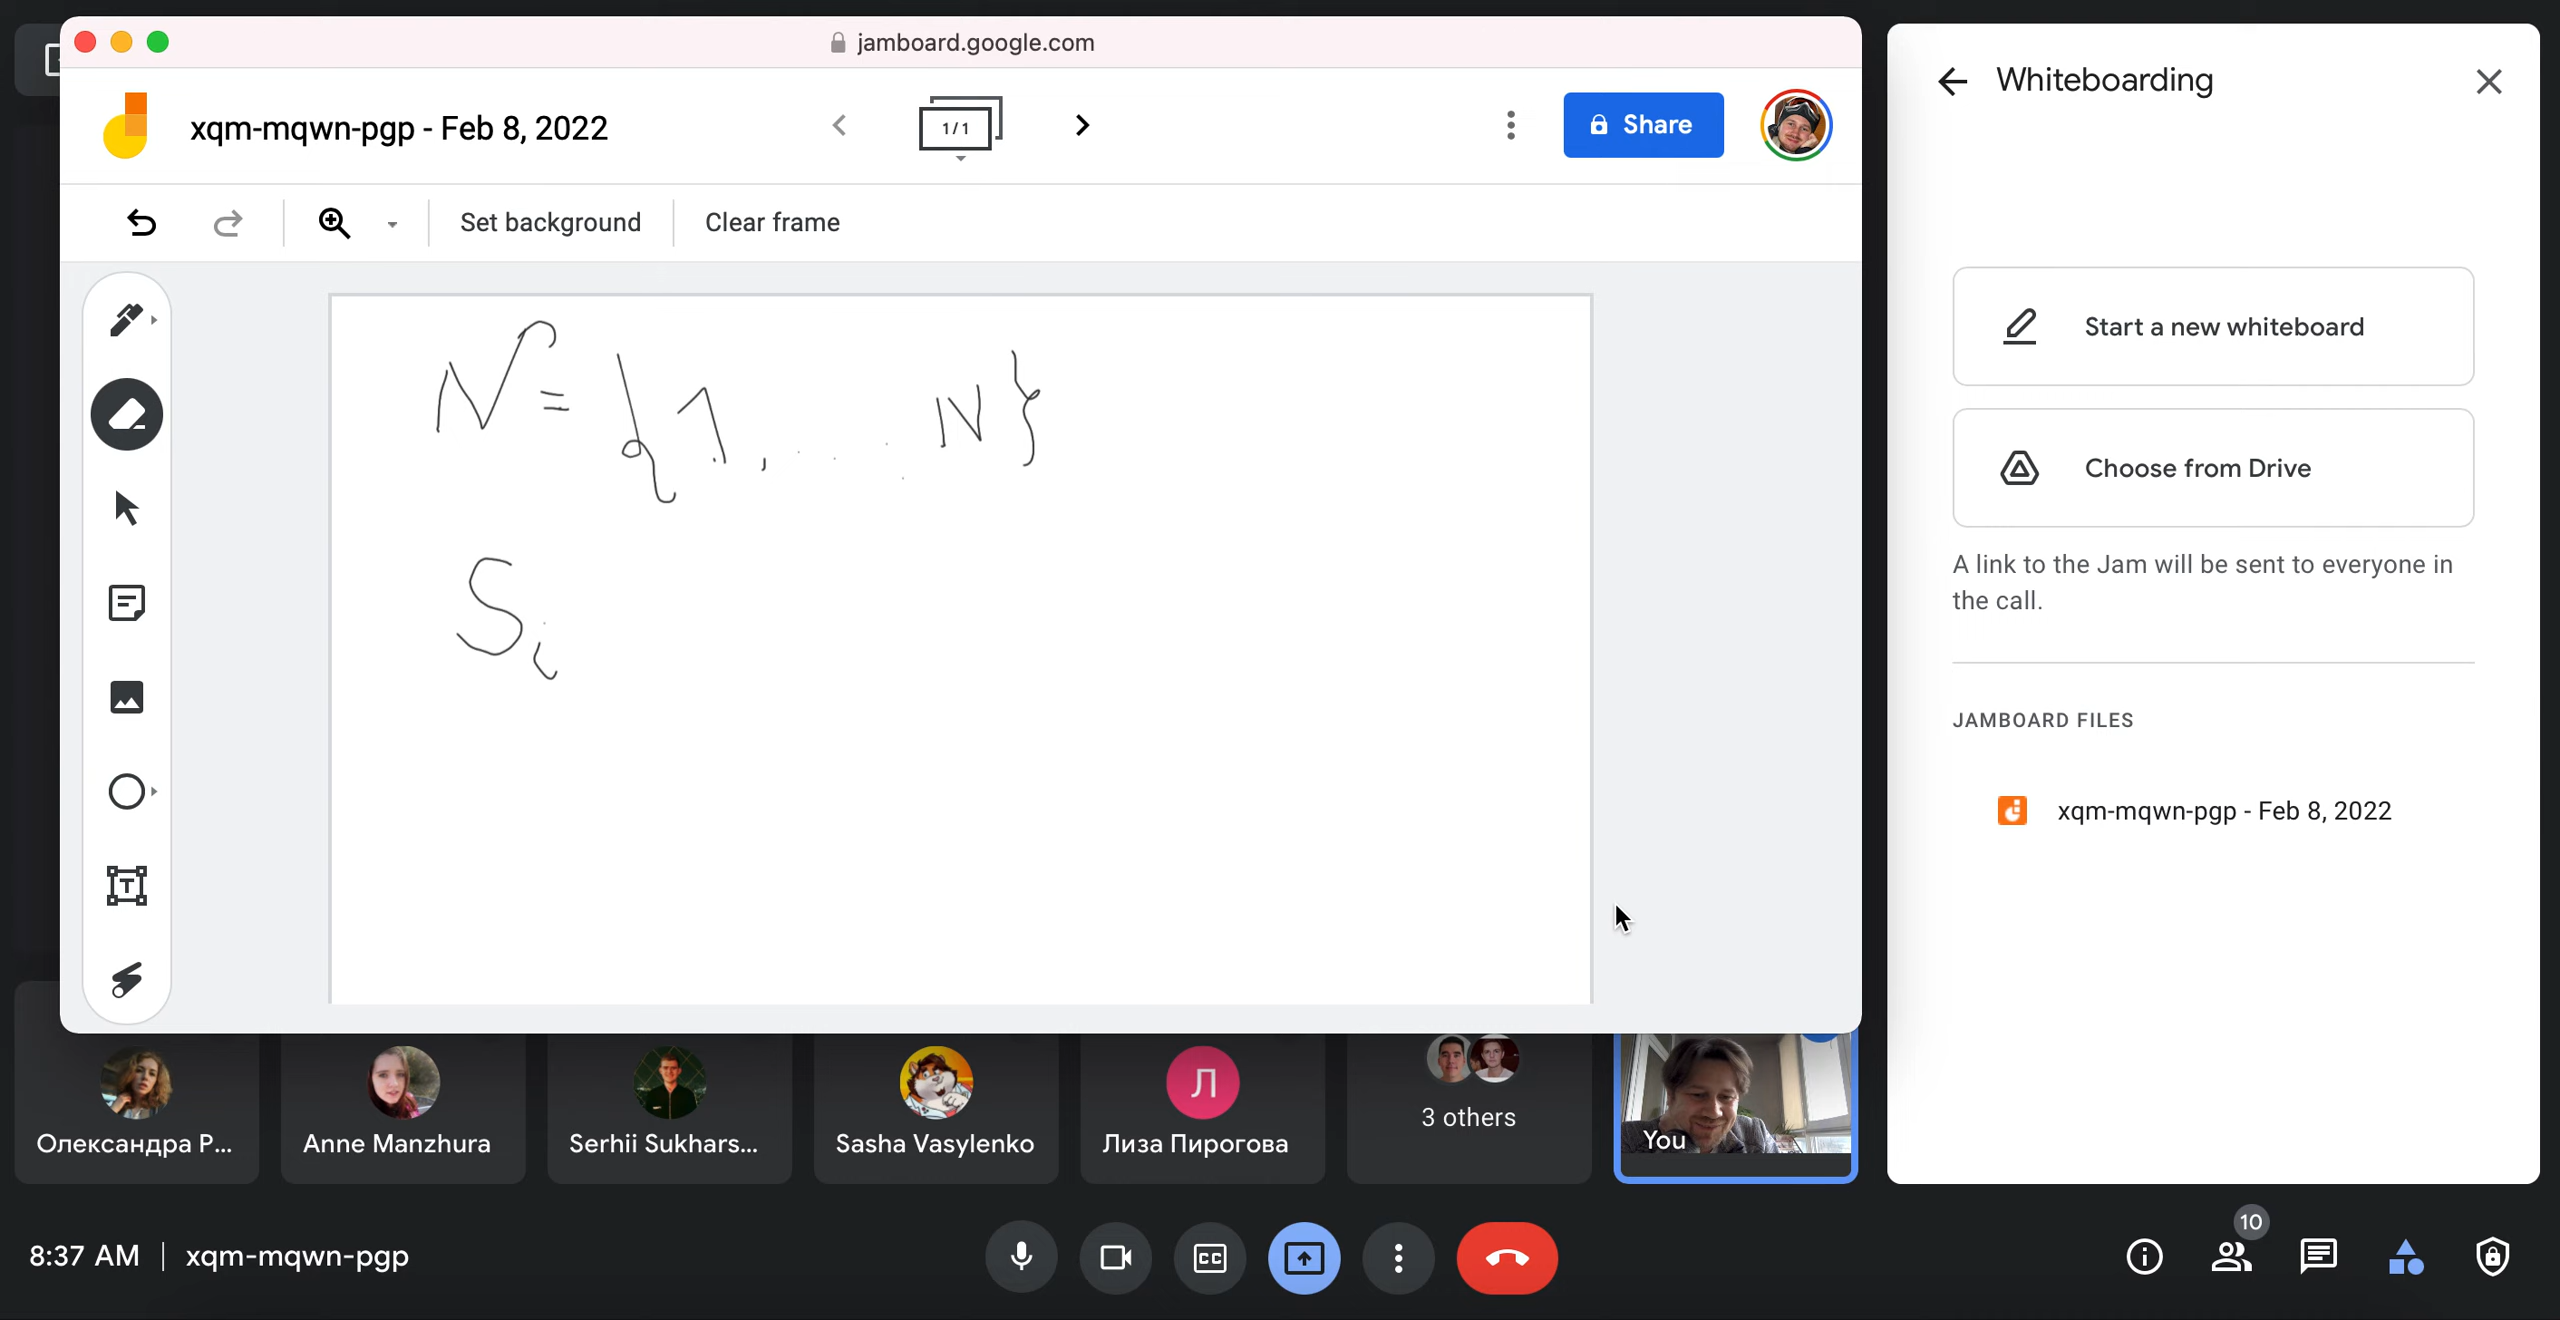 jamboard.google.com
Whiteboarding
xqm-mqwn-pgp - Feb 8, 2022
1/1
Share
Set background
Clear frame
Start a new whiteboard
N = {1, ... N}
Choose from Drive
A link to the Jam will be sent to everyone in
the call.
Si
JAMBOARD FILES
xqm-mqwn-pgp - Feb 8, 2022
Олександра Р...
Anne Manzhura
Serhii Sukhars...
Sasha Vasylenko
Л
Лиза Пирогова
3 others
You
8:37 AM | xqm-mqwn-pgp
CC
10